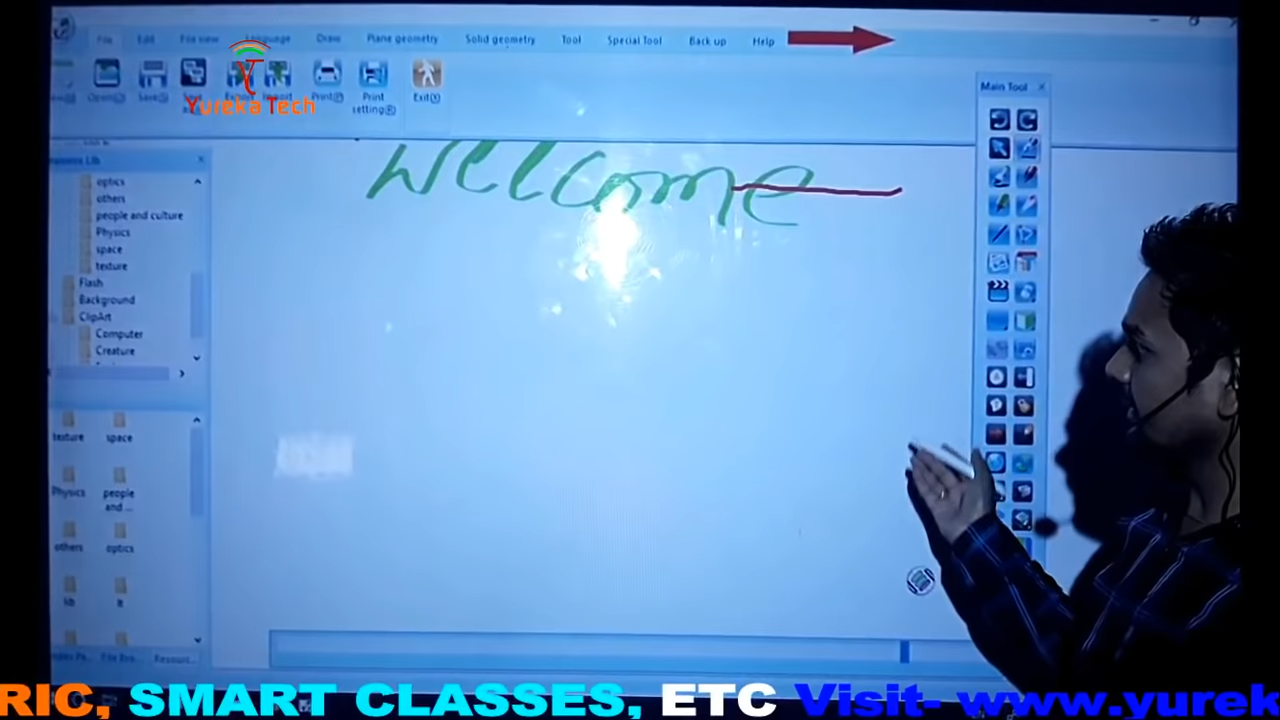 File Edit File view Language Draw Plane geometry Solid geometry Tool Special Tool Back up Help
Print Print setting Exit
Yureka Tech
Main Tool
welcome
optics
others
people and culture
Physics
space
texture
Flash
Background
ClipArt
Computer
Creature
texture space
Physics people and ...
others optics
lib lt
RIC, SMART CLASSES, ETC Visit- www.yurek